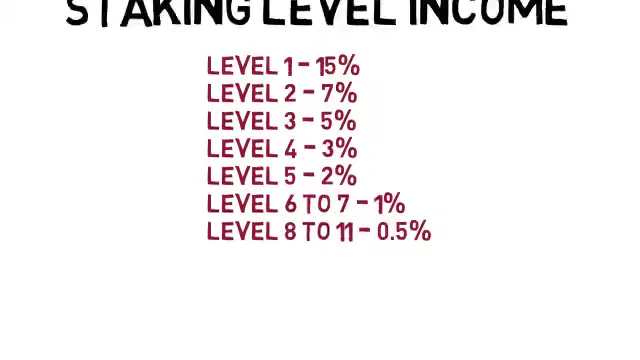 STAKING LEVEL INCOME
LEVEL 1 - 15%
LEVEL 2 - 7%
LEVEL 3 - 5%
LEVEL 4 - 3%
LEVEL 5 - 2%
LEVEL 6 TO 7 - 1%
LEVEL 8 TO 11 - 0.5%